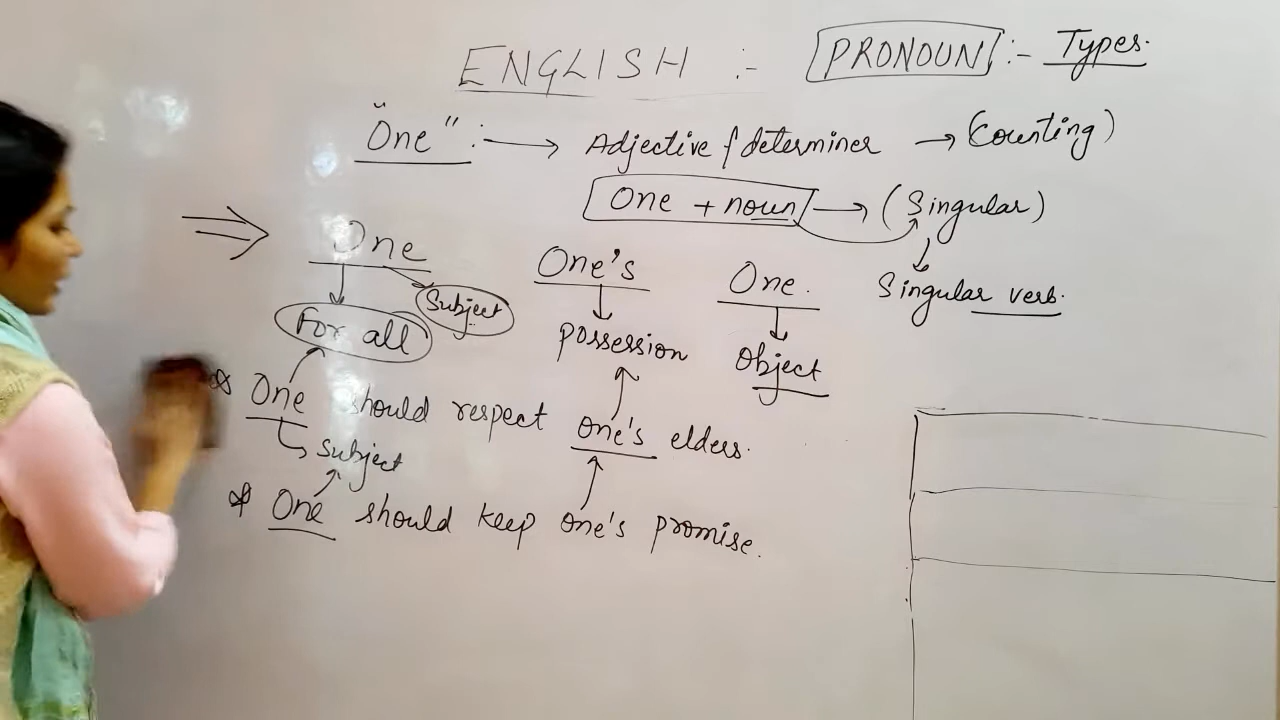 ENGLISH :- PRONOUN :- Types.
"One" : → Adjective / determiner → (Counting)
One + noun → (Singular)
Singular verb.
One One's One.
Subject
For all possession Object
* One should respect one's elders.
Subject
* One should keep one's promise.